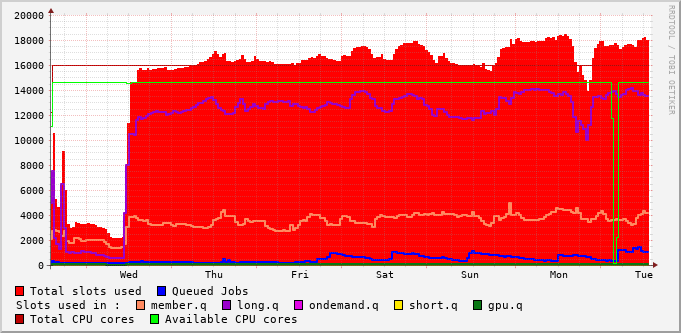 20000
18000
16000
14000
12000
10000
8000
6000
4000
2000
0
Wed Thu Fri Sat Sun Mon Tue
RRDTOOL / TOBI OETIKER
Total slots used Queued Jobs
Slots used in : member.q long.q ondemand.q short.q gpu.q
Total CPU cores Available CPU cores